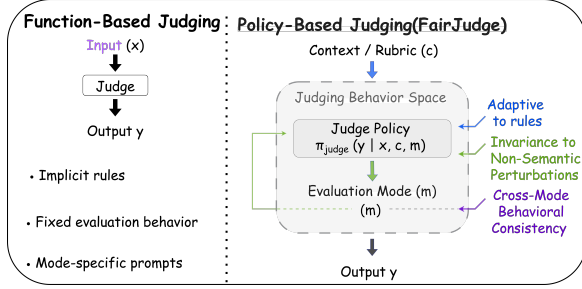 Function-Based Judging
Input (x)
Judge
Output y
• Implicit rules
• Fixed evaluation behavior
• Mode-specific prompts
Policy-Based Judging(FairJudge)
Context / Rubric (c)
Judging Behavior Space
Judge Policy
πjudge (y | x, c, m)
Evaluation Mode (m)
(m)
Output y
Adaptive
to rules
Invariance to
Non-Semantic
Perturbations
Cross-Mode
Behavioral
Consistency